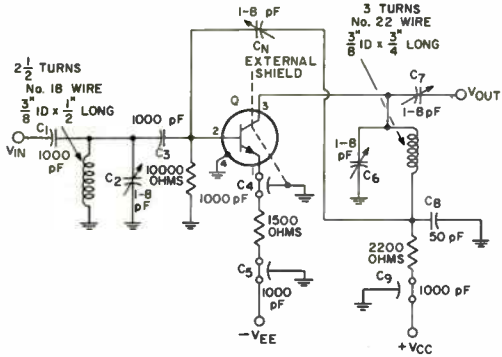 1-8 pF
CN
EXTERNAL
SHIELD
3 TURNS
No. 22 WIRE
3/8" ID x 3/4" LONG
2 1/2 TURNS
No. 18 WIRE
3/8" ID x 1/2" LONG
C1
VIN
1000 pF
C2
1-8 pF
1000 pF
C3
10000
OHMS
Q
2
3
4
C4
1000 pF
1500
OHMS
C5
1000 pF
-VEE
C7
1-8pF
VOUT
1-8 pF
C6
C8
50 pF
2200
OHMS
C9
1000 pF
+VCC